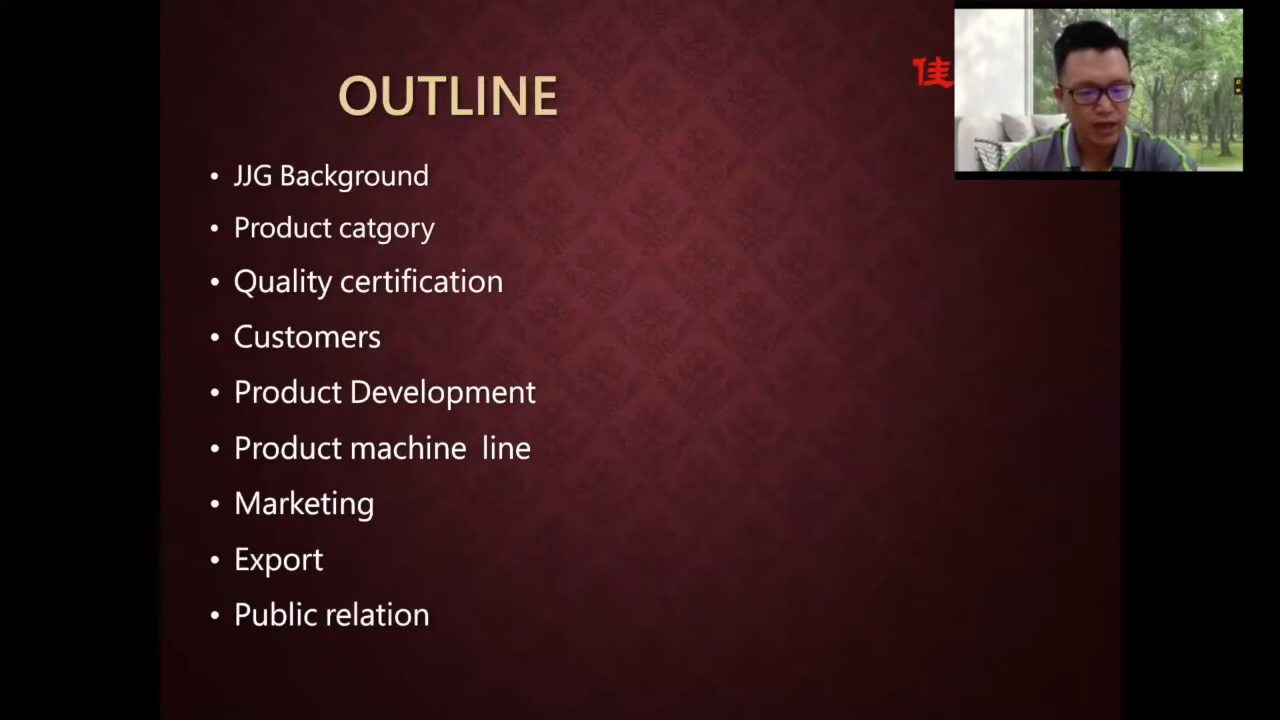 OUTLINE
佳
• JJG Background
• Product catgory
• Quality certification
• Customers
• Product Development
• Product machine line
• Marketing
• Export
• Public relation